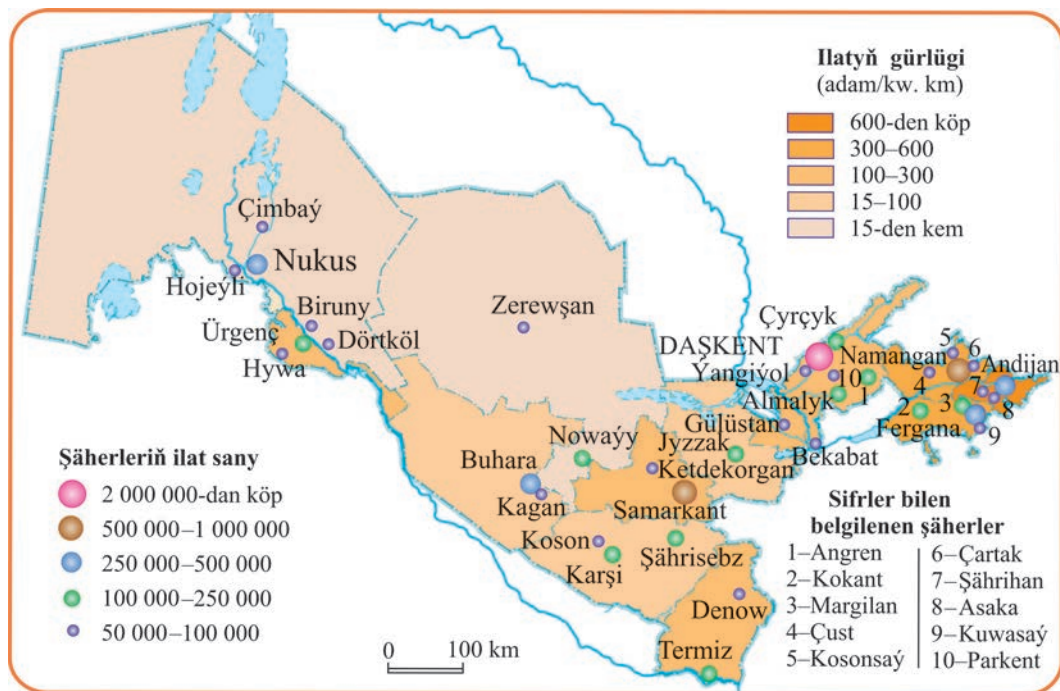 Ilatyň gürlügi
(adam/kw. km)
600-den köp
300–600
100–300
15–100
15-den kem
Çimbaý
Nukus
Hojeýli
Biruny
Ürgenç
Dörtköl
Hywa
Zerewşan
Çyrçyk
DAŞKENT
Ýangiýol
Namangan
5
6
Andijan
10
1
4
7
8
Almalyk
2
3
Fergana
9
Gülüstan
Bekabat
Nowaýy
Jyzzak
Ketdekorgan
Buhara
Kagan
Samarkant
Koson
Karşi
Şährisebz
Denow
Termiz
Şäherleriň ilat sany
2 000 000-dan köp
500 000–1 000 000
250 000–500 000
100 000–250 000
50 000–100 000
0 100 km
Sifrler bilen
belgilenen şäherler
1–Angren
2–Kokant
3–Margilan
4–Çust
5–Kosonsaý
6–Çartak
7–Şährihan
8–Asaka
9–Kuwasaý
10–Parkent